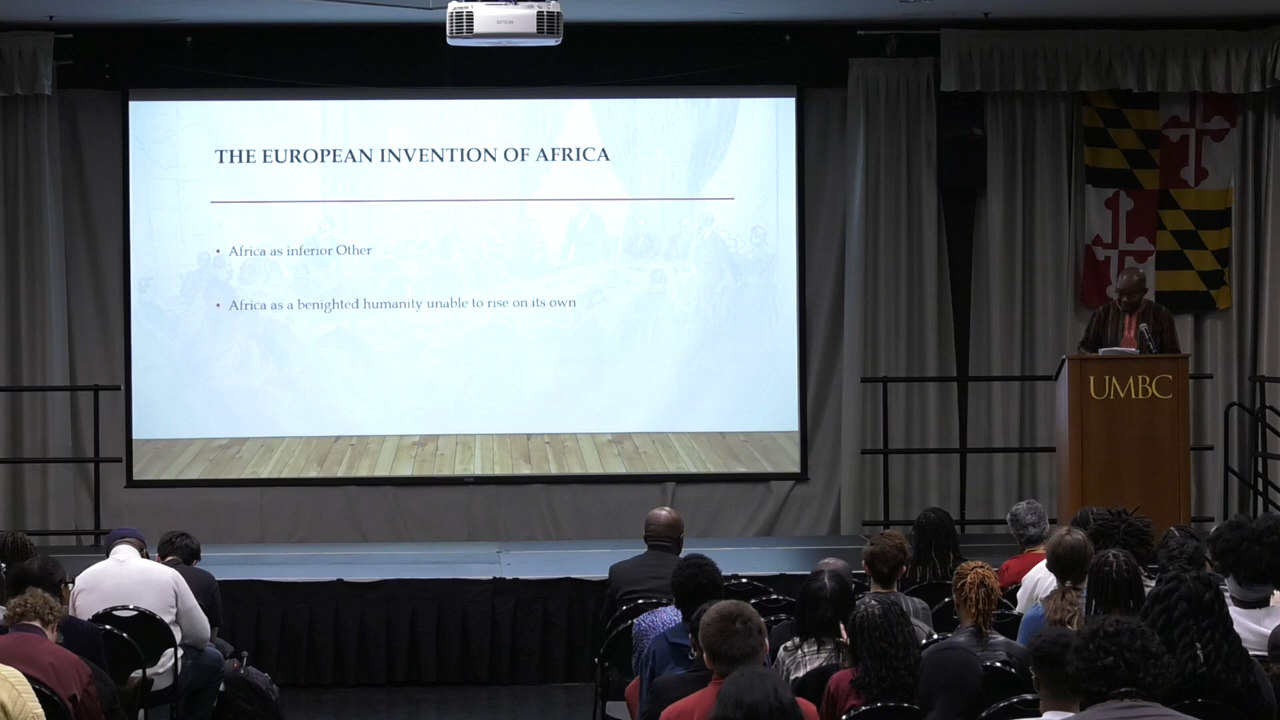 EPSON
THE EUROPEAN INVENTION OF AFRICA
• Africa as inferior Other
• Africa as a benighted humanity unable to rise on its own
UMBC